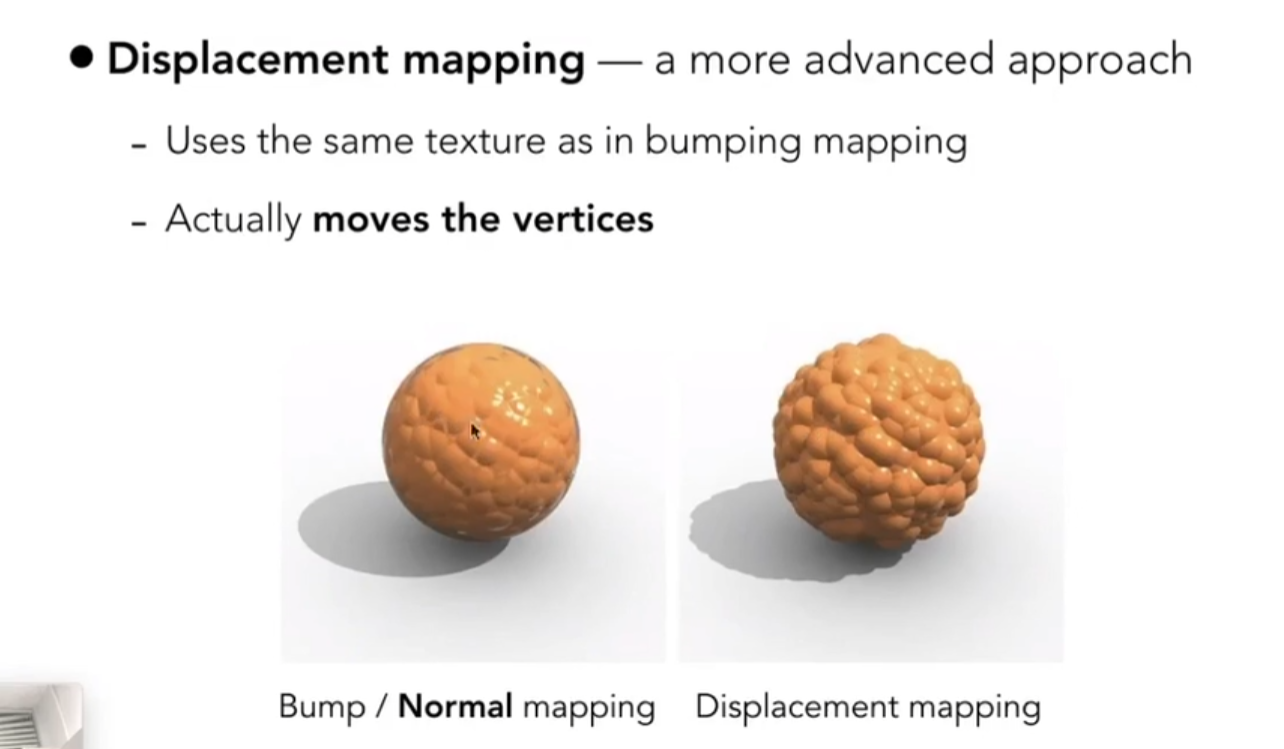 ● Displacement mapping — a more advanced approach
- Uses the same texture as in bumping mapping
- Actually moves the vertices
Bump / Normal mapping
Displacement mapping